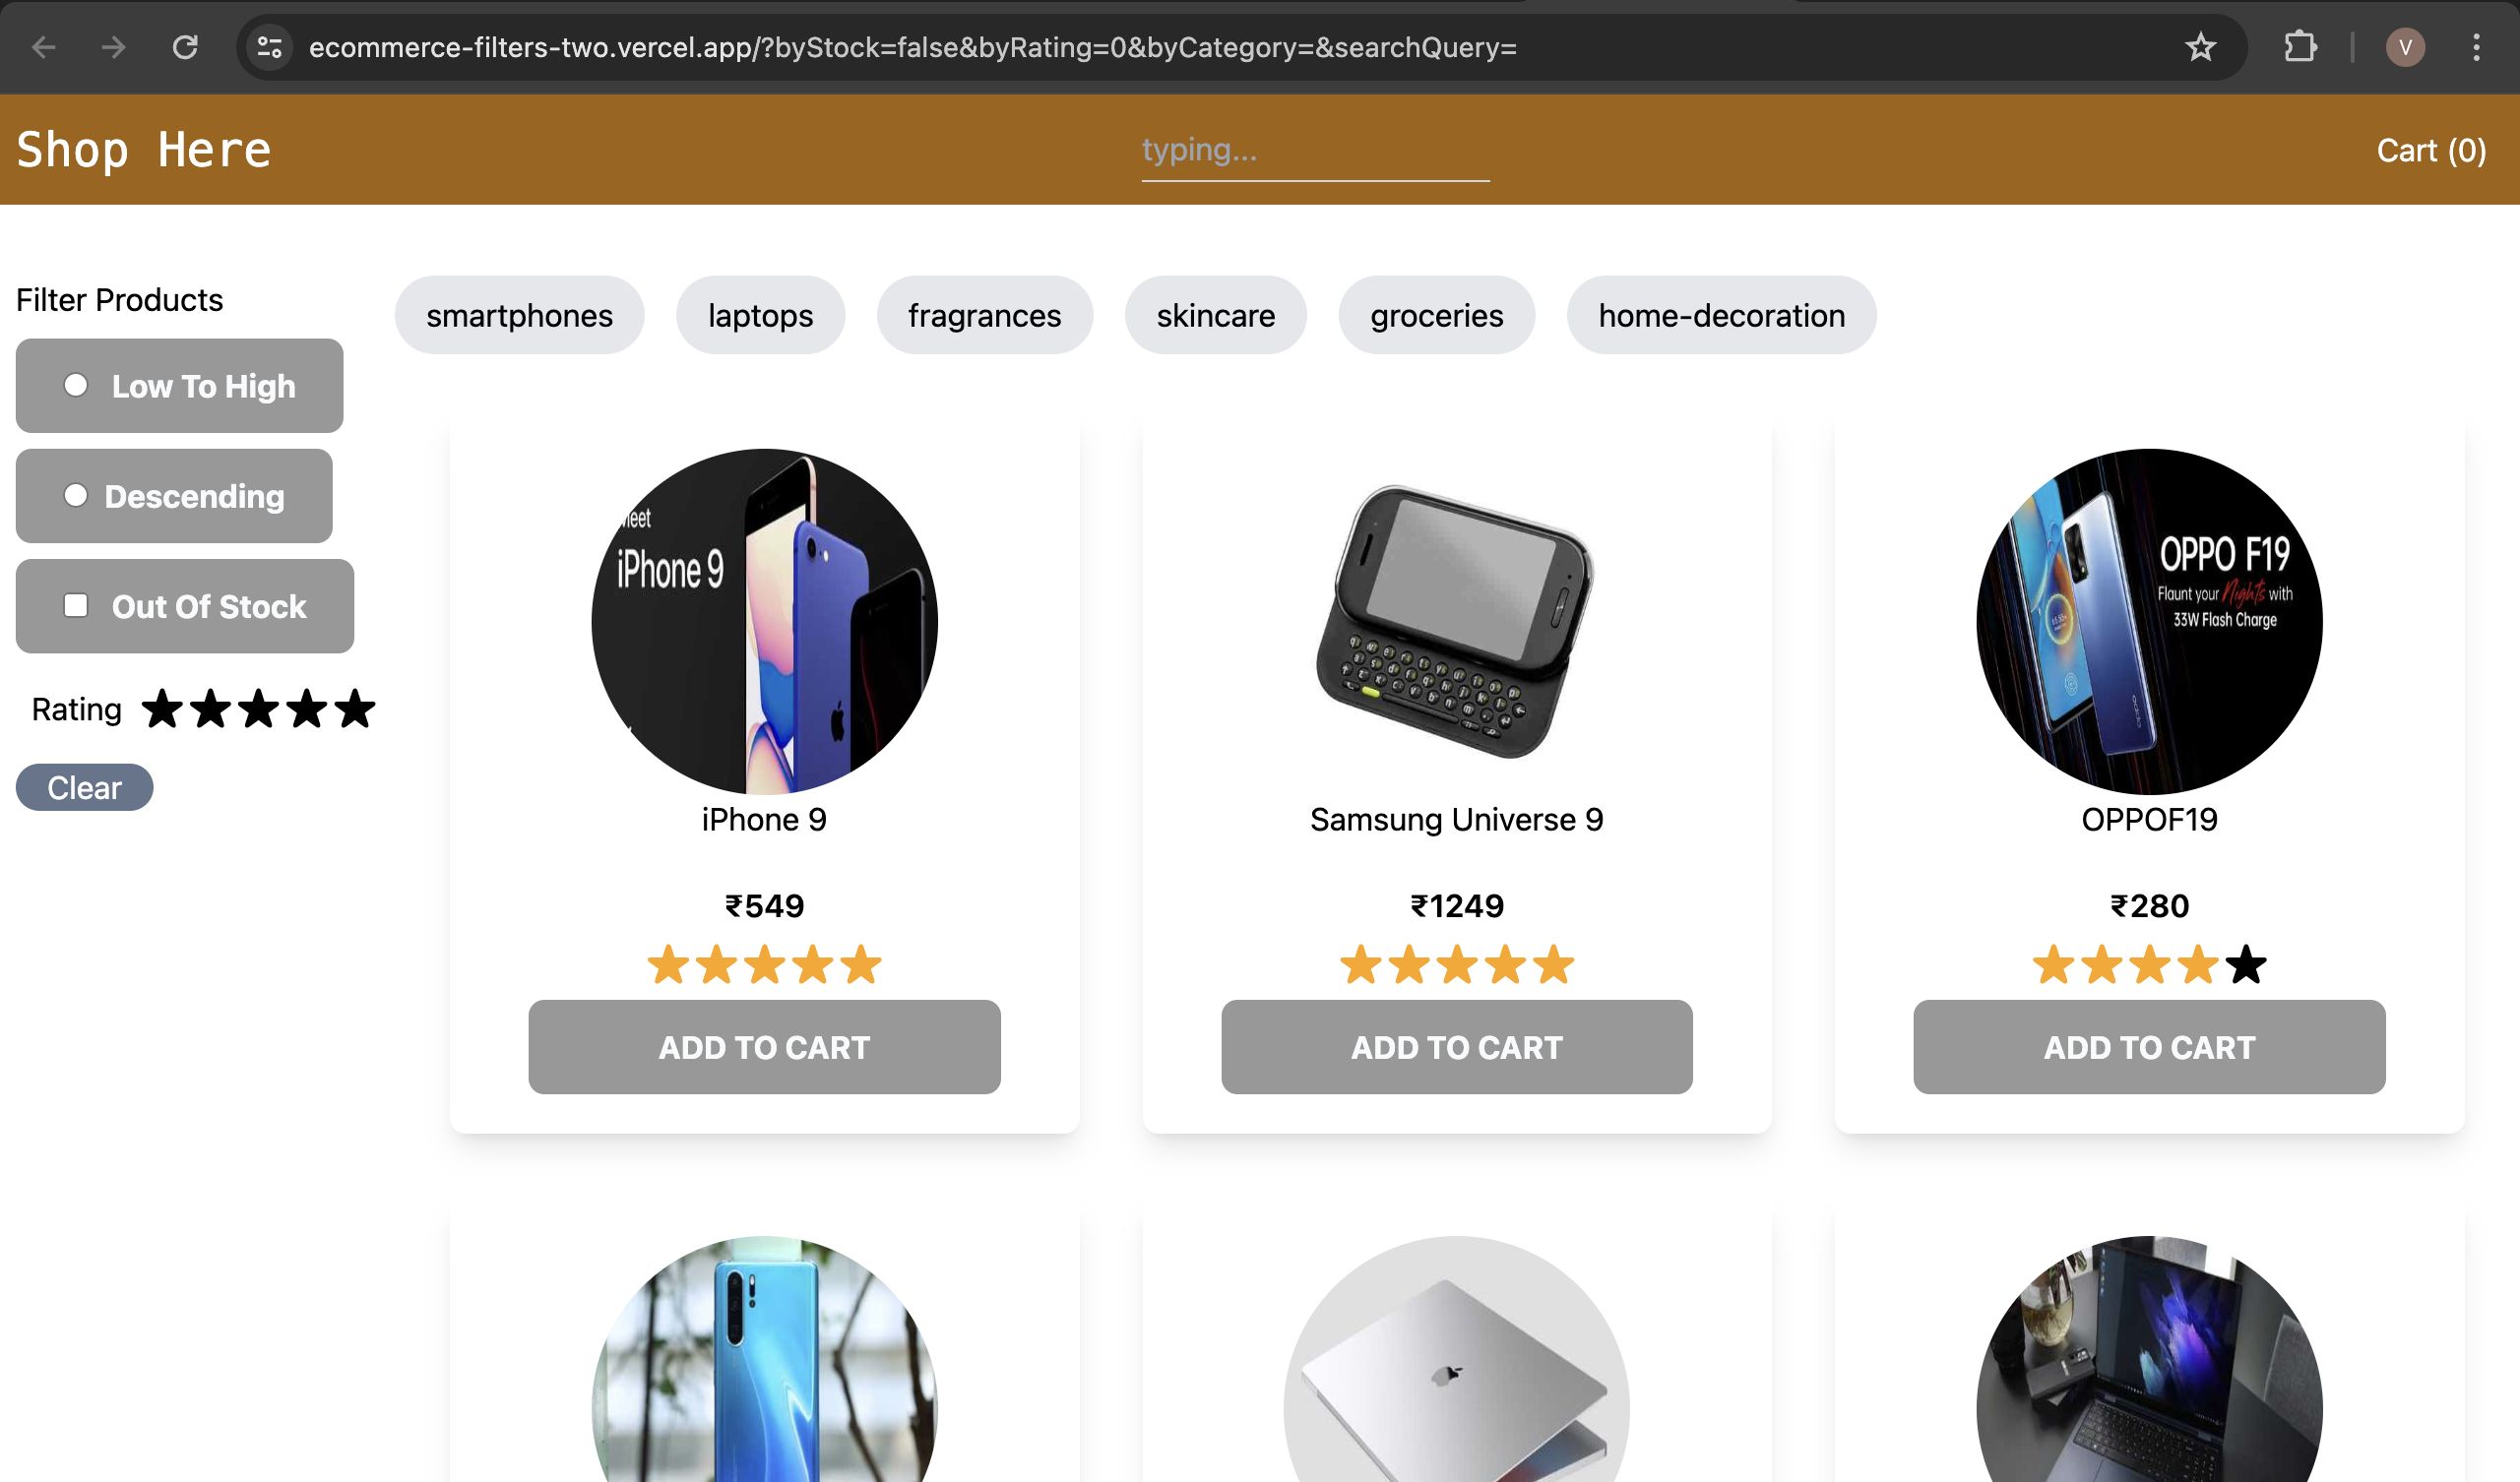 ecommerce-filters-two.vercel.app/?byStock=false&byRating=0&byCategory=&searchQuery=
V
Shop Here
typing...
Cart (0)
Filter Products
Low To High
Descending
Out Of Stock
Rating
Clear
smartphones
laptops
fragrances
skincare
groceries
home-decoration
iPhone 9
iPhone 9
₹549
ADD TO CART
Samsung Universe 9
₹1249
ADD TO CART
OPPO F19
Flaunt your Nights with
33W Flash Charge
OPPOF19
₹280
ADD TO CART